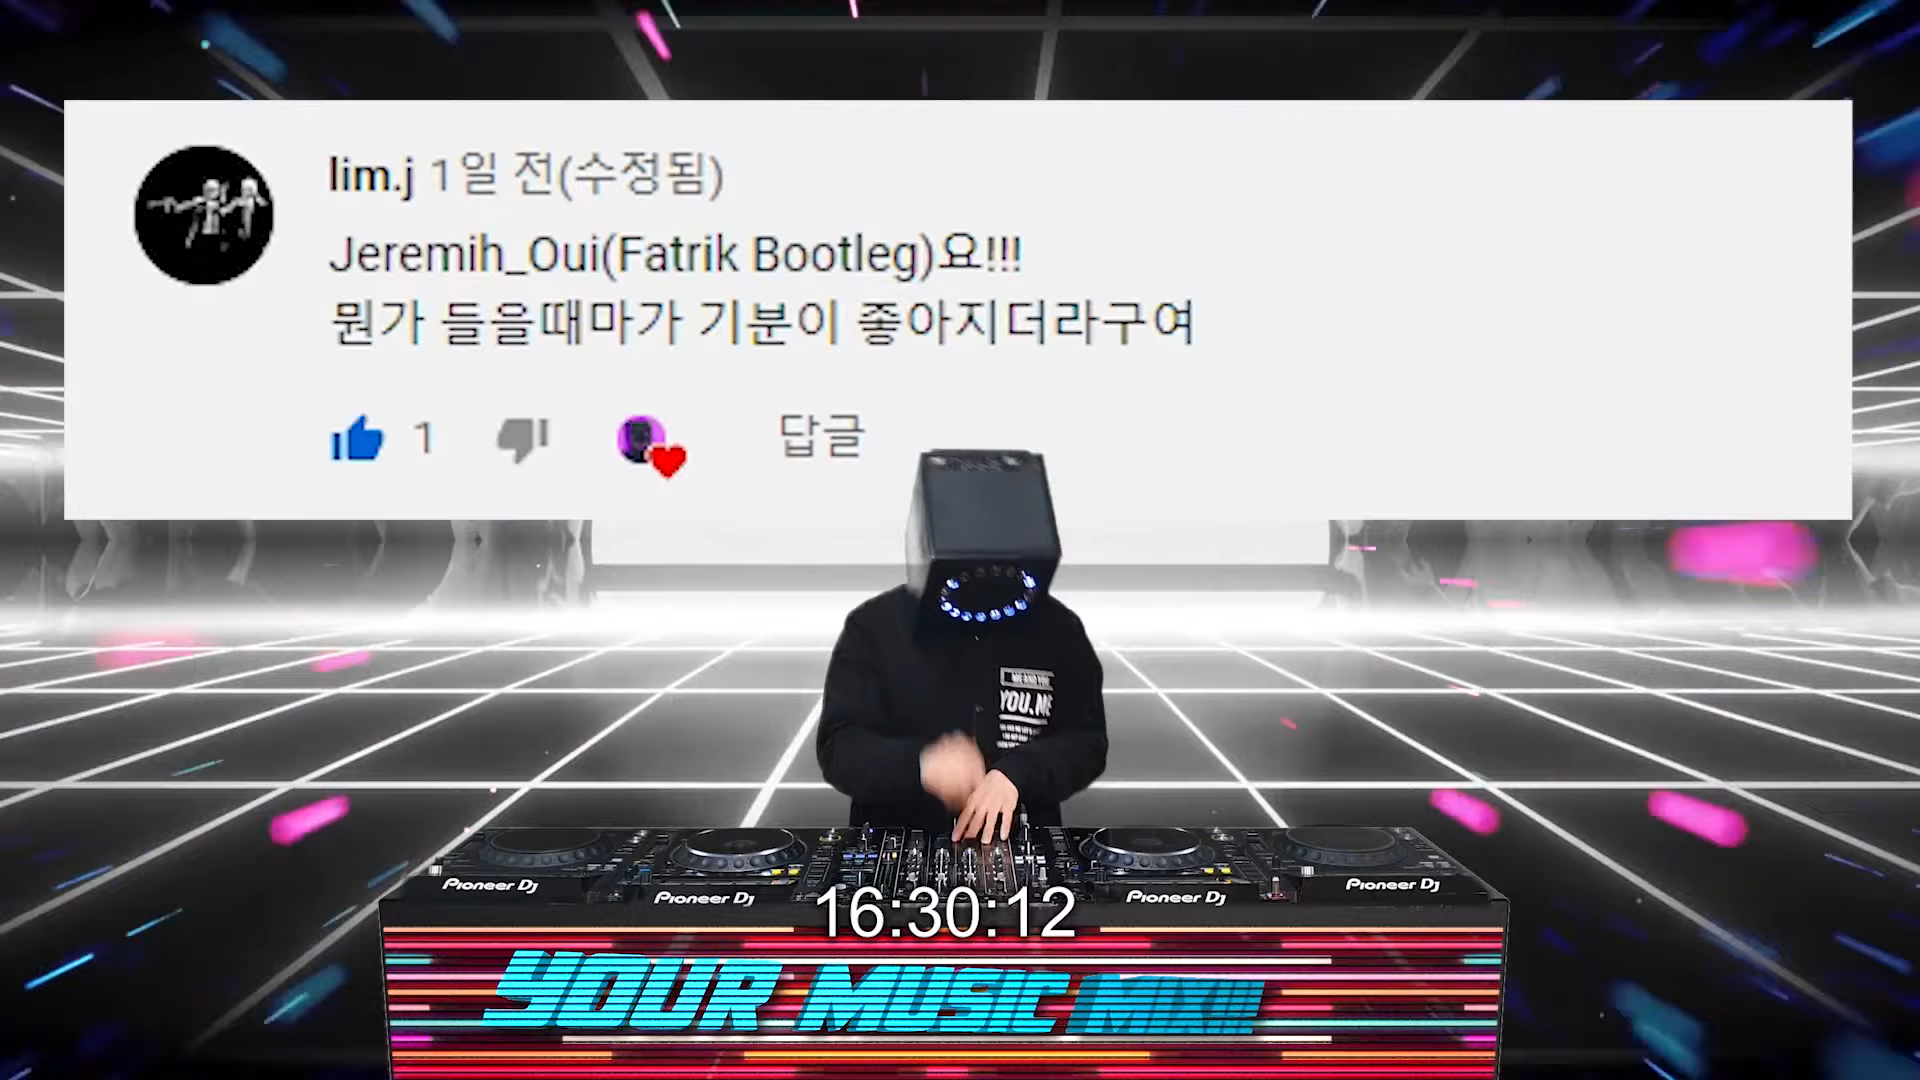 lim.j 1일 전(수정됨)
Jeremih_Oui(Fatrik Bootleg)요!!!
뭔가 들을때마가 기분이 좋아지더라구여
1
답글
YOU.ME
Pioneer Dj
Pioneer Dj
Pioneer Dj
Pioneer Dj
16:30:12
YOUR MUSIC MIX!!!